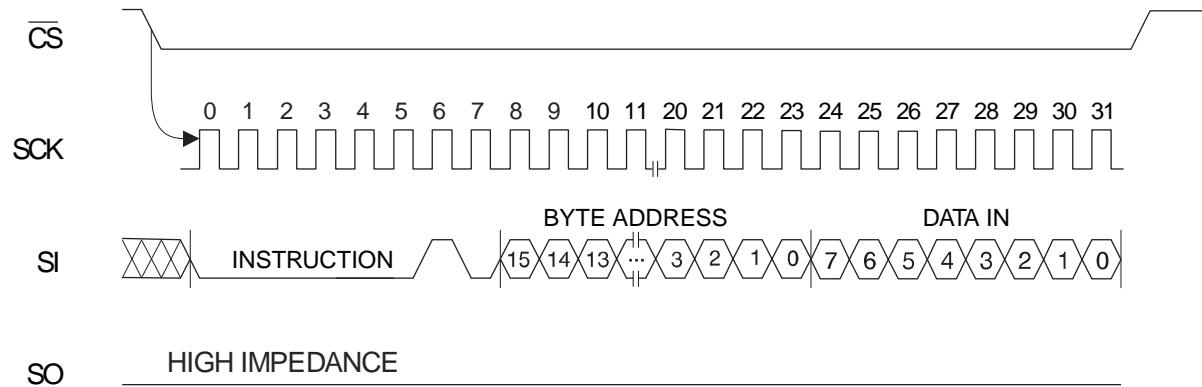 CS
0 1 2 3 4 5 6 7 8 9 10 11 20 21 22 23 24 25 26 27 28 29 30 31
SCK
BYTE ADDRESS DATA IN
SI INSTRUCTION 15 14 13 ... 3 2 1 0 7 6 5 4 3 2 1 0
HIGH IMPEDANCE
SO